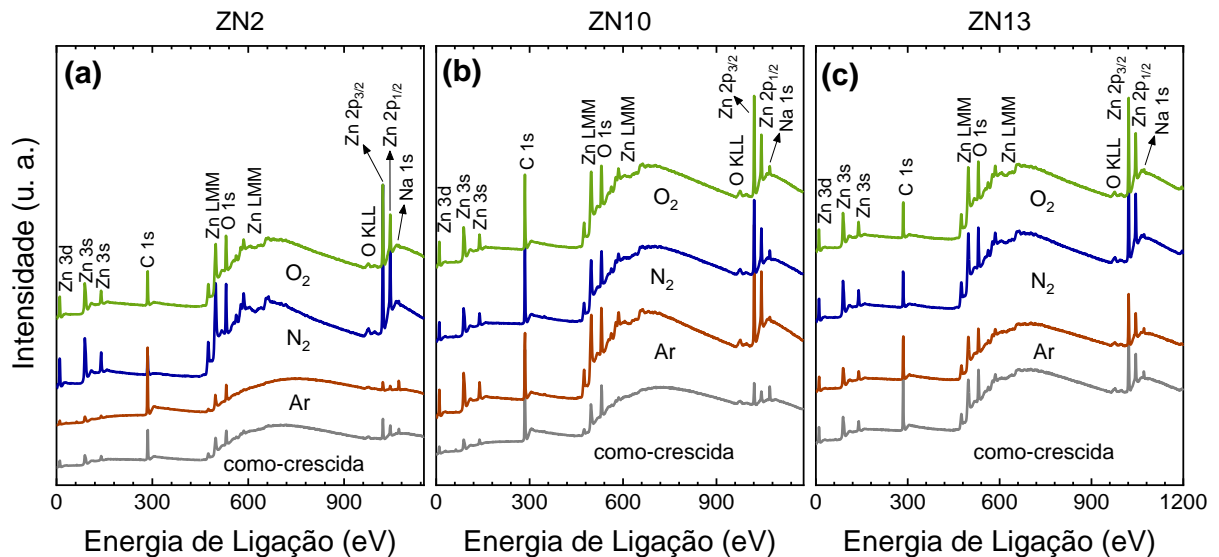 ZN2
ZN10
ZN13
Intensidade (u. a.)
(a)
Zn 3d
Zn 3s
Zn 3s
C 1s
Zn LMM
O 1s
Zn LMM
O KLL
Zn 2p3/2
Zn 2p1/2
Na 1s
O2
N2
Ar
como-crescida
0 300 600 900
Energia de Ligação (eV)
(b)
Zn 3d
Zn 3s
Zn 3s
C 1s
Zn LMM
O 1s
Zn LMM
O KLL
Zn 2p3/2
Zn 2p1/2
Na 1s
O2
N2
Ar
como-crescida
0 300 600 900
Energia de Ligação (eV)
(c)
Zn 3d
Zn 3s
Zn 3s
C 1s
Zn LMM
O 1s
Zn LMM
O KLL
Zn 2p3/2
Zn 2p1/2
Na 1s
O2
N2
Ar
como-crescida
0 300 600 900 1200
Energia de Ligação (eV)